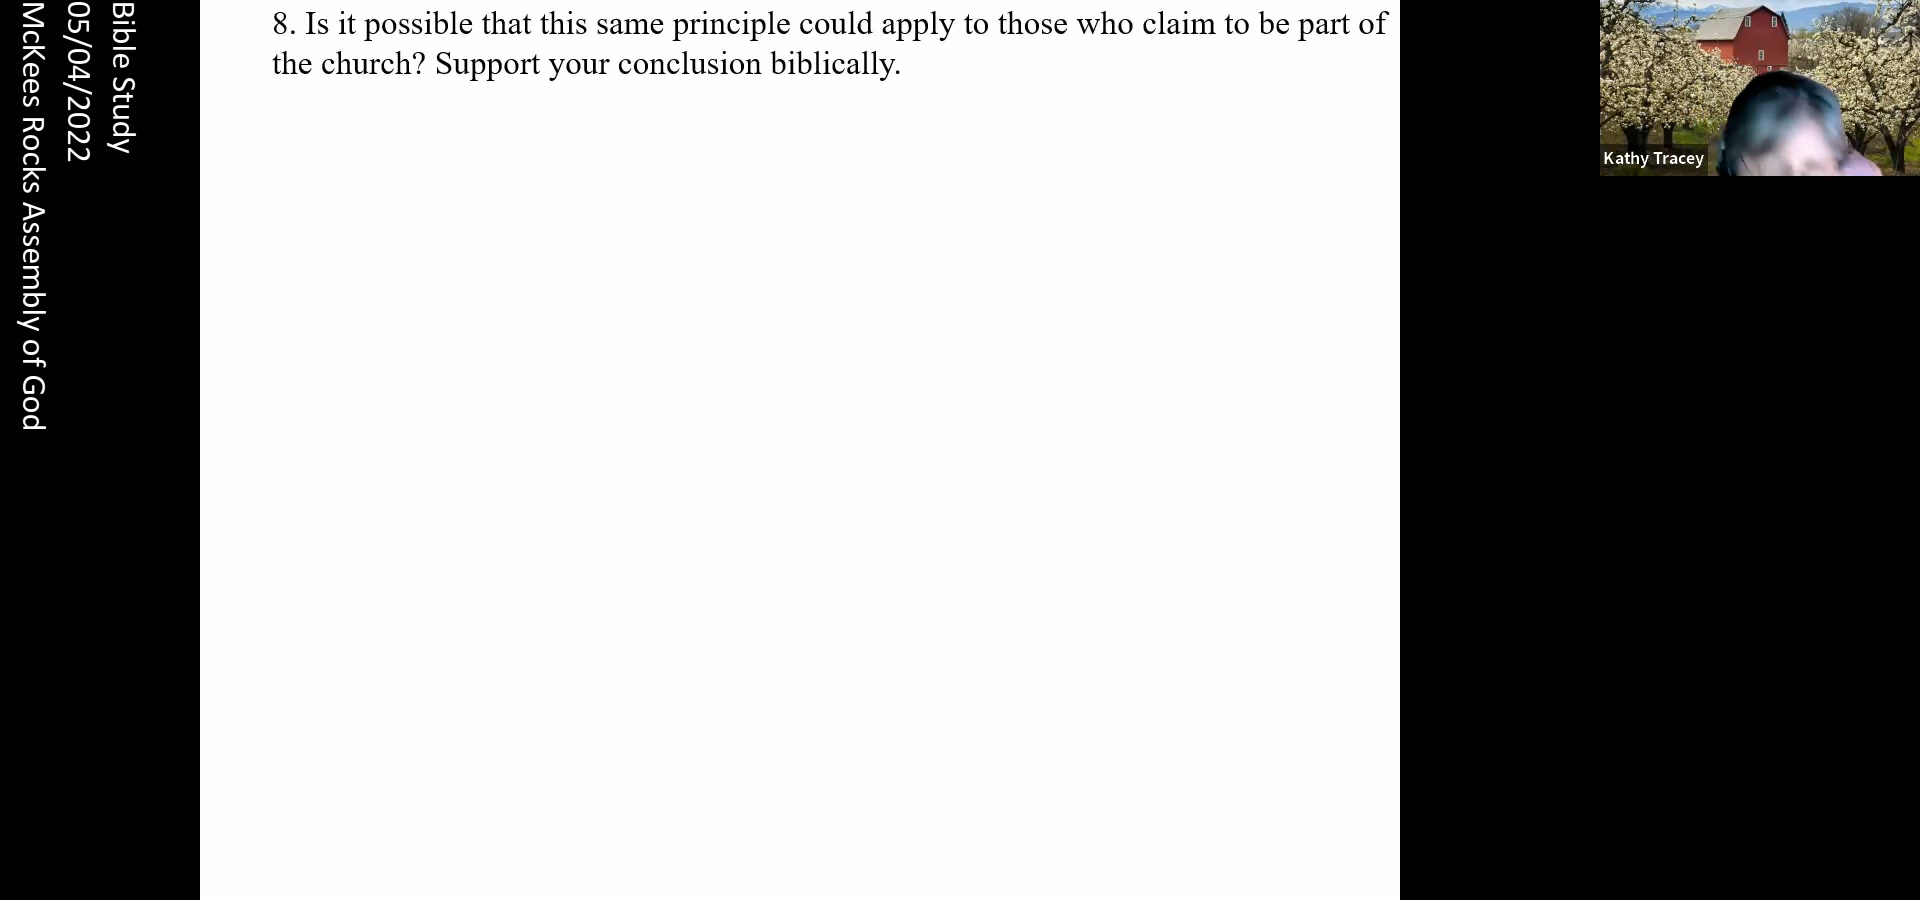 Bible Study
05/04/2022
McKees Rocks Assembly of God
8. Is it possible that this same principle could apply to those who claim to be part of
the church? Support your conclusion biblically.
Kathy Tracey